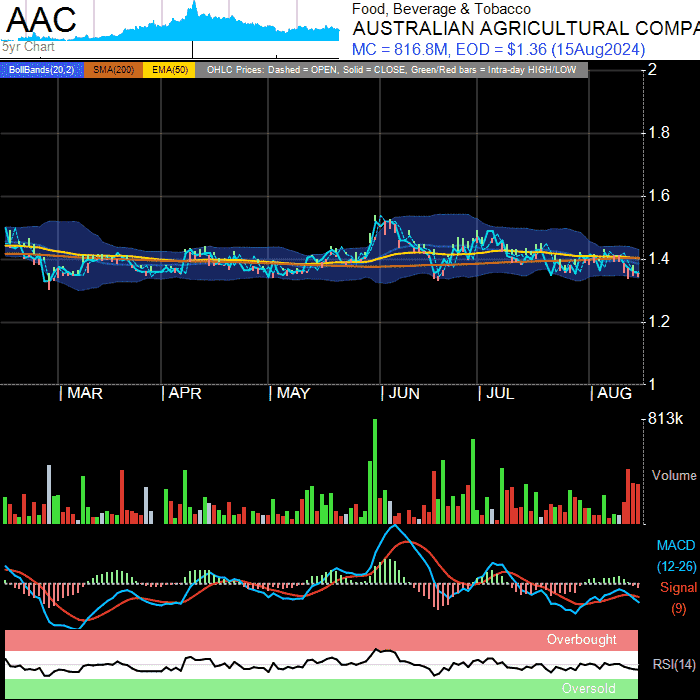 AAC
5yr Chart
Food, Beverage & Tobacco
AUSTRALIAN AGRICULTURAL COMPA
MC = 816.8M, EOD = $1.36 (15Aug2024)
BollBands(20,2) SMA(200) EMA(50) OHLC Prices: Dashed = OPEN, Solid = CLOSE, Green/Red bars = Intra-day HIGH/LOW
2
1.8
1.6
1.4
1.2
1
MAR APR MAY JUN JUL AUG
813k
Volume
MACD
(12-26)
Signal
(9)
Overbought
RSI(14)
Oversold